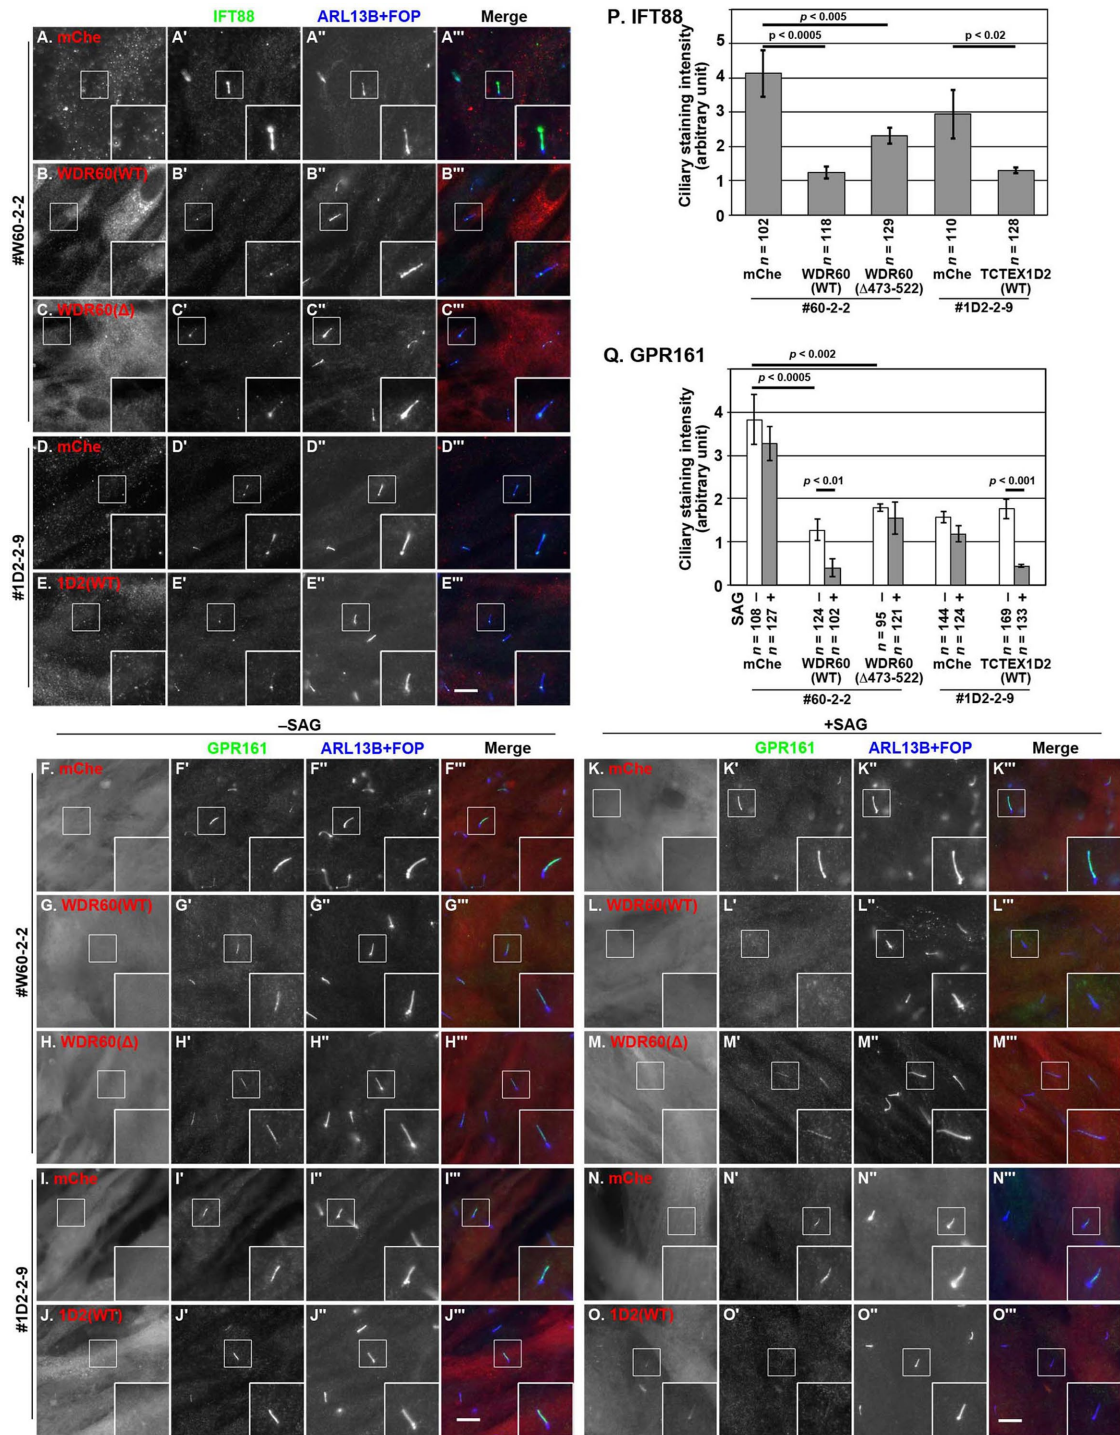 IFT88 ARL13B+FOP Merge
#W60-2-2
A. mChe A' A'' A'''
B. WDR60(WT) B' B'' B'''
C. WDR60(Δ) C' C'' C'''
#1D2-2-9
D. mChe D' D'' D'''
E. 1D2(WT) E' E'' E'''
P. IFT88
p < 0.005
p < 0.0005 p < 0.02
Ciliary staining intensity
(arbitrary unit)
5
4
3
2
1
0
n = 102 n = 118 n = 129 n = 110 n = 128
mChe WDR60 WDR60 mChe TCTEX1D2
(WT) (Δ473-522) (WT)
#60-2-2 #1D2-2-9
Q. GPR161
p < 0.002
p < 0.0005
p < 0.01 p < 0.001
Ciliary staining intensity
(arbitrary unit)
5
4
3
2
1
0
SAG – + – + – + – + – +
n = 108 n = 127 n = 124 n = 102 n = 95 n = 121 n = 144 n = 124 n = 169 n = 133
mChe WDR60 WDR60 mChe TCTEX1D2
(WT) (Δ473-522) (WT)
#60-2-2 #1D2-2-9
–SAG
GPR161 ARL13B+FOP Merge
#W60-2-2
F. mChe F' F'' F'''
G. WDR60(WT) G' G'' G'''
H. WDR60(Δ) H' H'' H'''
#1D2-2-9
I. mChe I' I'' I'''
J. 1D2(WT) J' J'' J'''
+SAG
GPR161 ARL13B+FOP Merge
K. mChe K' K'' K'''
L. WDR60(WT) L' L'' L'''
M. WDR60(Δ) M' M'' M'''
N. mChe N' N'' N'''
O. 1D2(WT) O' O'' O'''